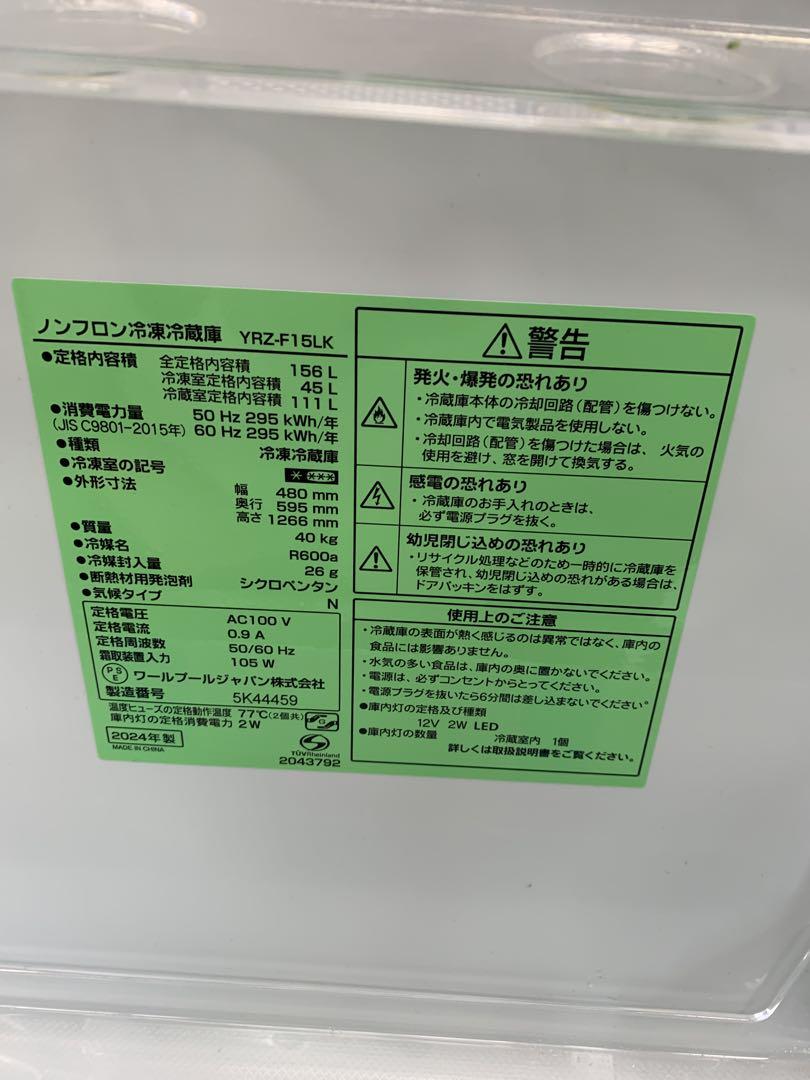 ノンフロン冷凍冷蔵庫 YRZ-F15LK
●定格内容積 全定格内容積 156 L
冷凍室定格内容積 45 L
冷蔵室定格内容積 111 L
●消費電力量 50 Hz 295 kWh/年
(JIS C9801-2015年) 60 Hz 295 kWh/年
●種類 冷凍冷蔵庫
●冷凍室の記号
●外形寸法 幅 480 mm
奥行 595 mm
高さ 1266 mm
●質量 40 kg
●冷媒名 R600a
●冷媒封入量 26 g
●断熱材用発泡剤 シクロペンタン
●気候タイプ N
定格電圧 AC100 V
定格電流 0.9 A
定格周波数 50/60 Hz
霜取装置入力 105 W
PSE ワールプールジャパン株式会社
製造番号 5K44459
温度ヒューズの定格動作温度 77℃(2個共)
庫内灯の定格消費電力 2W
2024年製
MADE IN CHINA
TÜVRheinland
2043792
警告
発火・爆発の恐れあり
・冷蔵庫本体の冷却回路(配管)を傷つけない。
・冷蔵庫内で電気製品を使用しない。
・冷却回路(配管)を傷つけた場合は、火気の
使用を避け、窓を開けて換気する。
感電の恐れあり
・冷蔵庫のお手入れのときは、
必ず電源プラグを抜く。
幼児閉じ込めの恐れあり
・リサイクル処理などのため一時的に冷蔵庫を
保管され、幼児閉じ込めの恐れがある場合は、
ドアパッキンをはずす。
使用上のご注意
・冷蔵庫の表面が熱く感じるのは異常ではなく、庫内の
食品には影響ありません。
・水気の多い食品は、庫内の奥に置かないでください。
・電源は、必ずコンセントからとってください。
・電源プラグを抜いたら6分間は差し込まないでください。
●庫内灯の定格及び種類
12V 2W LED
●庫内灯の数量 冷蔵室内 1個
詳しくは取扱説明書をご覧ください。